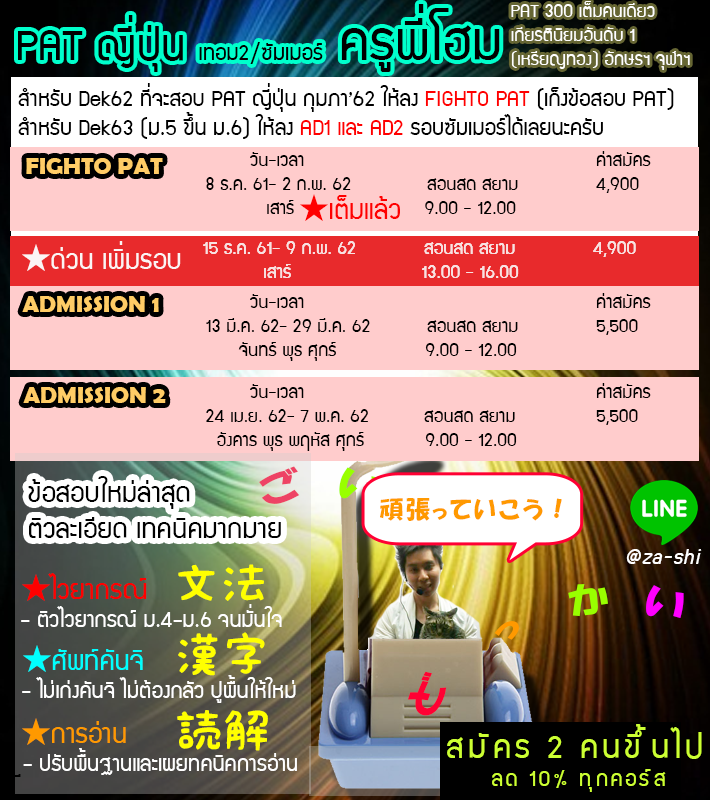 PAT ญี่ปุ่น เทอม2/ซัมเมอร์ ครูพี่โฮม
PAT 300 เต็มคนเดียว
เกียรตินิยมอันดับ 1
(เหรียญทอง) อักษรฯ จุฬาฯ
สำหรับ Dek62 ที่จะสอบ PAT ญี่ปุ่น กุมภา'62 ให้ลง FIGHTO PAT (เก็งข้อสอบ PAT)
สำหรับ Dek63 (ม.5 ขึ้น ม.6) ให้ลง AD1 และ AD2 รอบซัมเมอร์ได้เลยนะครับ
FIGHTO PAT วัน-เวลา ค่าสมัคร
8 ธ.ค. 61- 2 ก.พ. 62 สอนสด สยาม 4,900
เสาร์ ★เต็มแล้ว 9.00 - 12.00
★ด่วน เพิ่มรอบ 15 ธ.ค. 61- 9 ก.พ. 62 สอนสด สยาม 4,900
เสาร์ 13.00 - 16.00
ADMISSION 1 วัน-เวลา ค่าสมัคร
13 มี.ค. 62- 29 มี.ค. 62 สอนสด สยาม 5,500
จันทร์ พุธ ศุกร์ 9.00 - 12.00
ADMISSION 2 วัน-เวลา ค่าสมัคร
24 เม.ย. 62- 7 พ.ค. 62 สอนสด สยาม 5,500
อังคาร พุธ พฤหัส ศุกร์ 9.00 - 12.00
ข้อสอบใหม่ล่าสุด
ติวละเอียด เทคนิคมากมาย
★ไวยากรณ์ 文法
- ติวไวยากรณ์ ม.4-ม.6 จนมั่นใจ
★ศัพท์คันจิ 漢字
- ไม่เก่งคันจิ ไม่ต้องกลัว ปูพื้นให้ใหม่
★การอ่าน 読解
- ปรับพื้นฐานและเผยทคนิคการอ่าน
ご
い
頑張っていこう！
LINE
@za-shi
か い
っ
も
สมัคร 2 คนขึ้นไป
ลด 10% ทุกคอร์ส